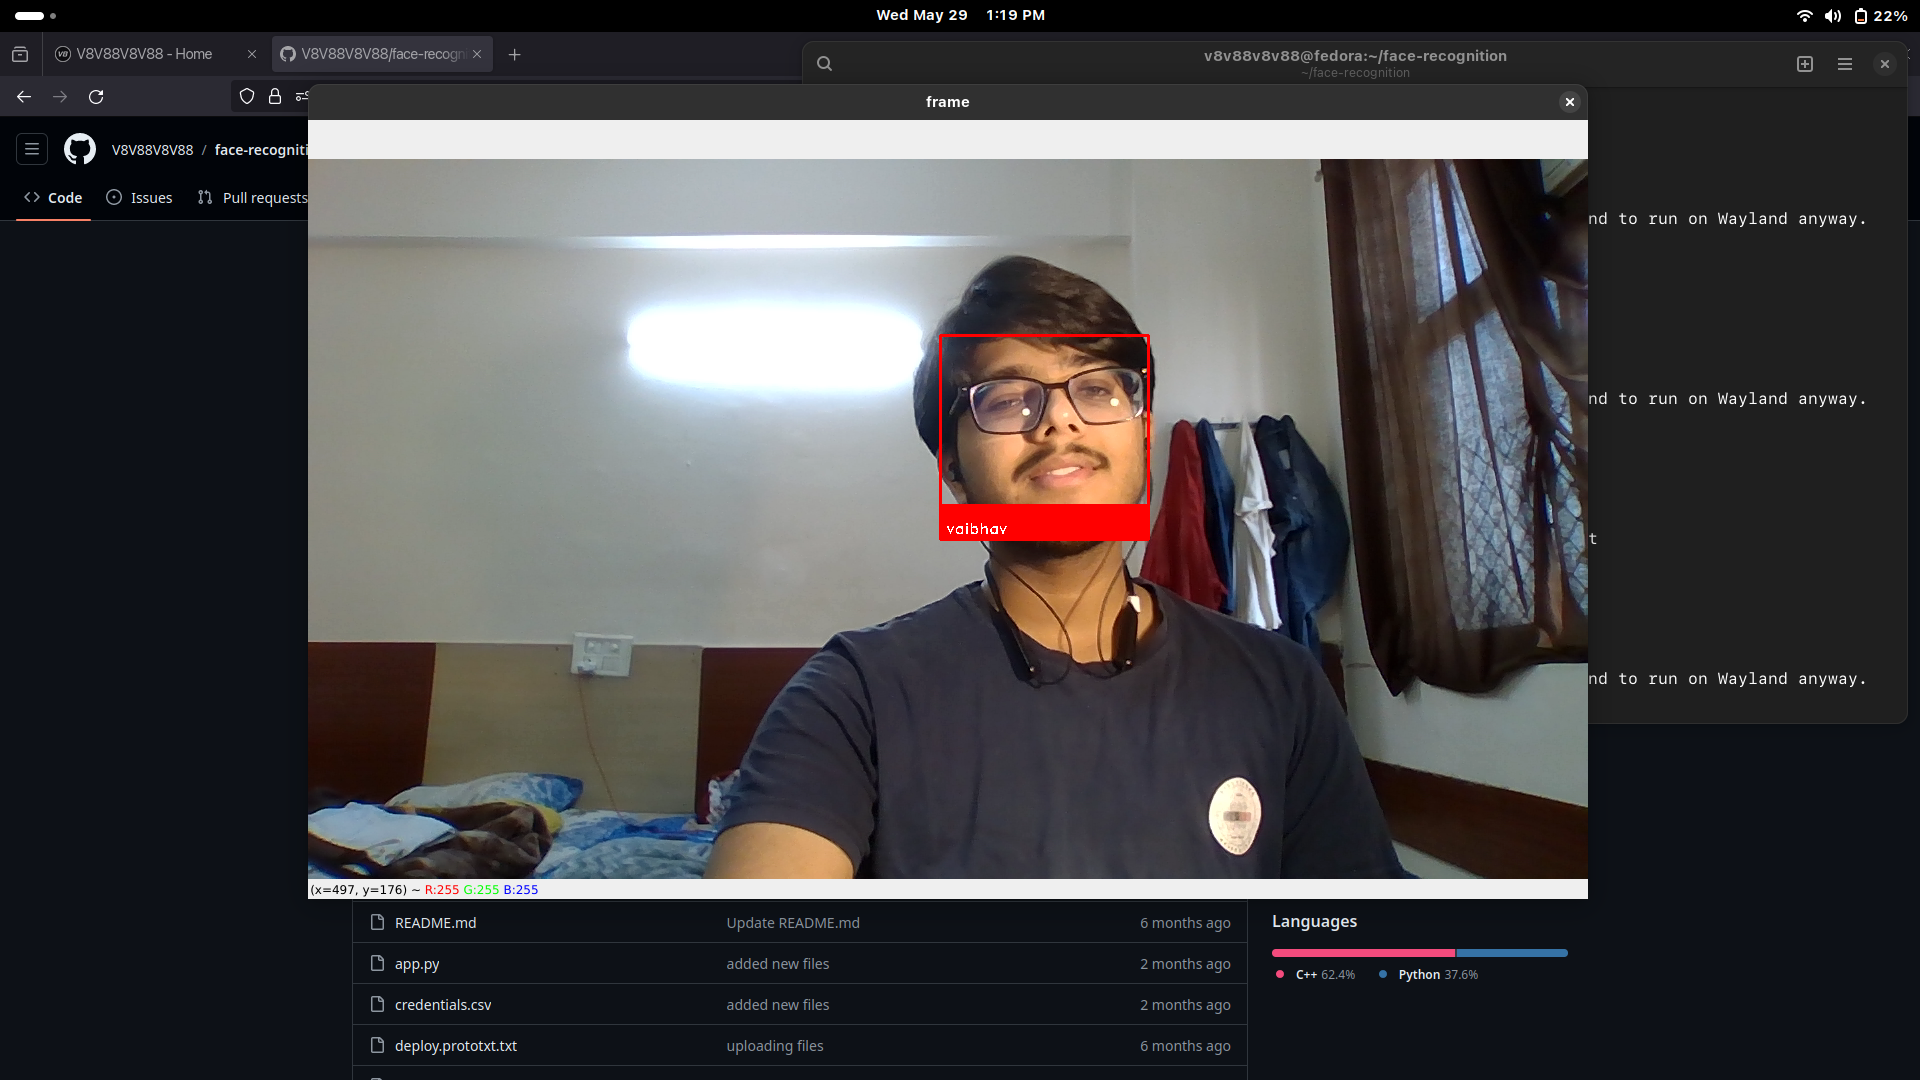 Wed May 29 1:19 PM
22%
V8V88V8V88 - Home
V8V88V8V88/face-recogn
v8v88v8v88@fedora:~/face-recognition
~/face-recognition
frame
V8V88V8V88 / face-recogniti
Code
Issues
Pull requests
nd to run on Wayland anyway.
nd to run on Wayland anyway.
vaibhav
t
nd to run on Wayland anyway.
(x=497, y=176) ~ R:255 G:255 B:255
README.md Update README.md 6 months ago
app.py added new files 2 months ago
credentials.csv added new files 2 months ago
deploy.prototxt.txt uploading files 6 months ago
Languages
C++ 62.4% Python 37.6%